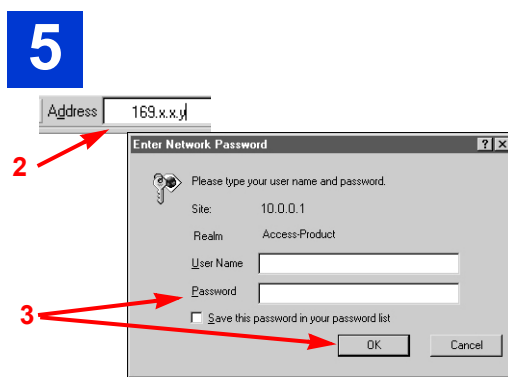 5
Address 169.x.x.y
2
Enter Network Password
Please type your user name and password.
Site: 10.0.0.1
Realm Access-Product
User Name
Password
3
Save this password in your password list
OK Cancel